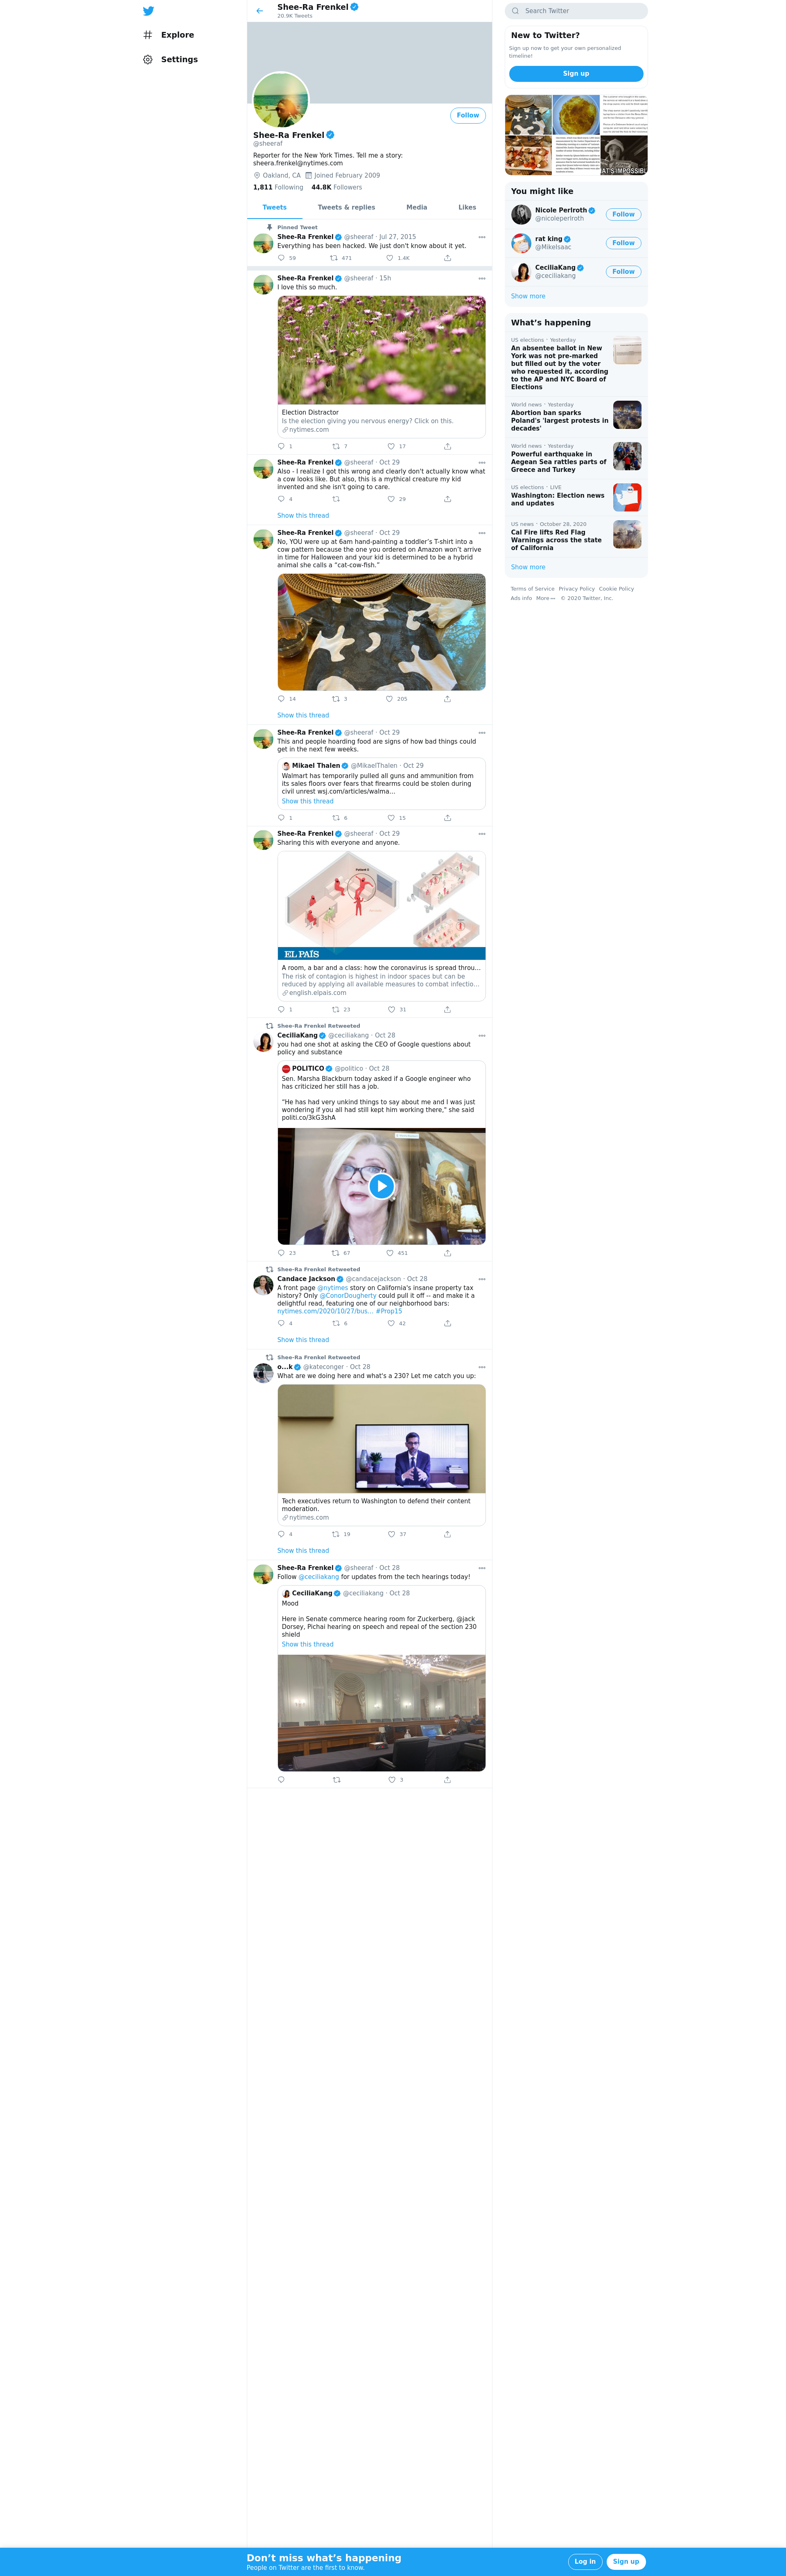 Explore
Settings
Shee-Ra Frenkel
20.9K Tweets
Follow
Shee-Ra Frenkel
@sheeraf
Reporter for the New York Times. Tell me a story:
sheera.frenkel@nytimes.com
Oakland, CA Joined February 2009
1,811 Following 44.8K Followers
Tweets Tweets & replies Media Likes
Pinned Tweet
Shee-Ra Frenkel @sheeraf · Jul 27, 2015
Everything has been hacked. We just don't know about it yet.
59 471 1.4K
Shee-Ra Frenkel @sheeraf · 15h
I love this so much.
Election Distractor
Is the election giving you nervous energy? Click on this.
nytimes.com
1 7 17
Shee-Ra Frenkel @sheeraf · Oct 29
Also - I realize I got this wrong and clearly don't actually know what
a cow looks like. But also, this is a mythical creature my kid
invented and she isn't going to care.
4 29
Show this thread
Shee-Ra Frenkel @sheeraf · Oct 29
No, YOU were up at 6am hand-painting a toddler's T-shirt into a
cow pattern because the one you ordered on Amazon won't arrive
in time for Halloween and your kid is determined to be a hybrid
animal she calls a "cat-cow-fish."
14 3 205
Show this thread
Shee-Ra Frenkel @sheeraf · Oct 29
This and people hoarding food are signs of how bad things could
get in the next few weeks.
Mikael Thalen @MikaelThalen · Oct 29
Walmart has temporarily pulled all guns and ammunition from
its sales floors over fears that firearms could be stolen during
civil unrest wsj.com/articles/walma…
Show this thread
1 6 15
Shee-Ra Frenkel @sheeraf · Oct 29
Sharing this with everyone and anyone.
EL PAÍS
A room, a bar and a class: how the coronavirus is spread throu…
The risk of contagion is highest in indoor spaces but can be
reduced by applying all available measures to combat infectio…
english.elpais.com
1 23 31
Shee-Ra Frenkel Retweeted
CeciliaKang @ceciliakang · Oct 28
you had one shot at asking the CEO of Google questions about
policy and substance
POLITICO @politico · Oct 28
Sen. Marsha Blackburn today asked if a Google engineer who
has criticized her still has a job.
"He has had very unkind things to say about me and I was just
wondering if you all had still kept him working there," she said
politi.co/3kG3shA
23 67 451
Shee-Ra Frenkel Retweeted
Candace Jackson @candacejackson · Oct 28
A front page @nytimes story on California's insane property tax
history? Only @ConorDougherty could pull it off -- and make it a
delightful read, featuring one of our neighborhood bars:
nytimes.com/2020/10/27/bus… #Prop15
4 6 42
Show this thread
Shee-Ra Frenkel Retweeted
o...k @kateconger · Oct 28
What are we doing here and what's a 230? Let me catch you up:
Tech executives return to Washington to defend their content
moderation.
nytimes.com
4 19 37
Show this thread
Shee-Ra Frenkel @sheeraf · Oct 28
Follow @ceciliakang for updates from the tech hearings today!
CeciliaKang @ceciliakang · Oct 28
Mood
Here in Senate commerce hearing room for Zuckerberg, @jack
Dorsey, Pichai hearing on speech and repeal of the section 230
shield
Show this thread
3
Search Twitter
New to Twitter?
Sign up now to get your own personalized
timeline!
Sign up
AT'S IMPOSSIBL
You might like
Nicole Perlroth
@nicoleperlroth
Follow
rat king
@MikeIsaac
Follow
CeciliaKang
@ceciliakang
Follow
Show more
What's happening
US elections · Yesterday
An absentee ballot in New
York was not pre-marked
but filled out by the voter
who requested it, according
to the AP and NYC Board of
Elections
World news · Yesterday
Abortion ban sparks
Poland's 'largest protests in
decades'
World news · Yesterday
Powerful earthquake in
Aegean Sea rattles parts of
Greece and Turkey
US elections · LIVE
Washington: Election news
and updates
US news · October 28, 2020
Cal Fire lifts Red Flag
Warnings across the state
of California
Show more
Terms of Service Privacy Policy Cookie Policy
Ads info More © 2020 Twitter, Inc.
Don't miss what's happening
People on Twitter are the first to know.
Log in Sign up